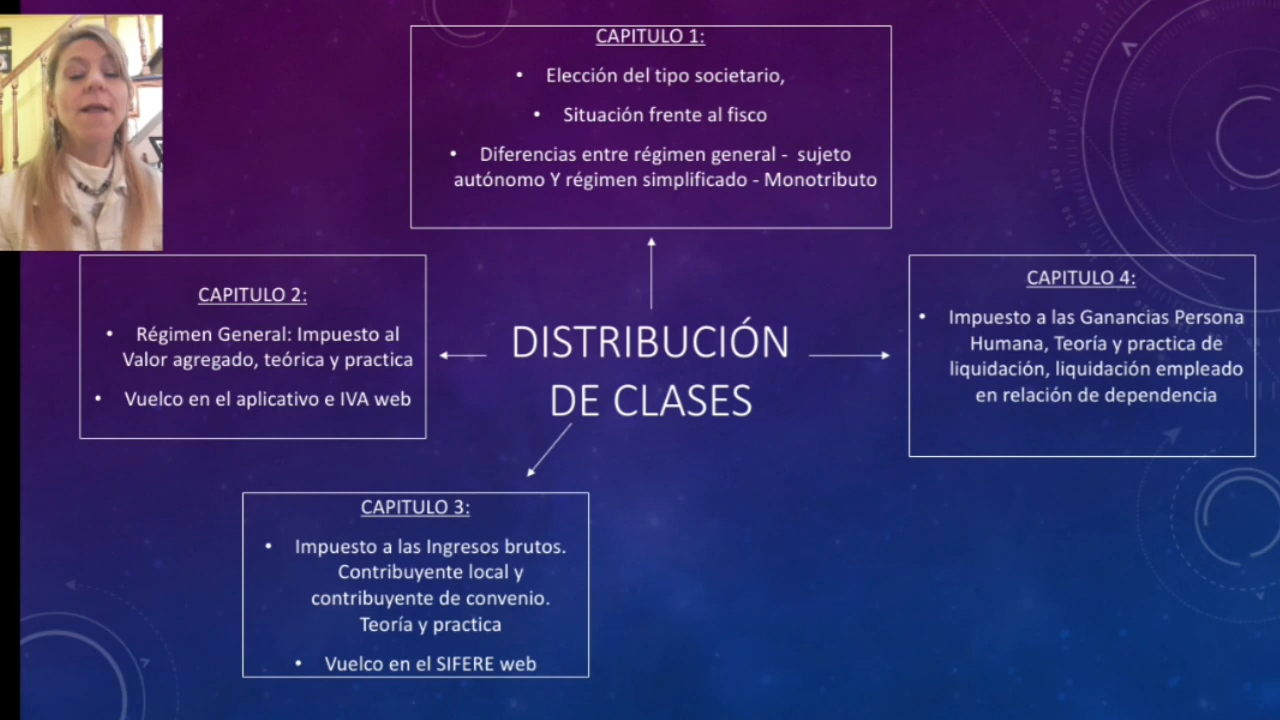 CAPITULO 1:
• Elección del tipo societario,
• Situación frente al fisco
• Diferencias entre régimen general - sujeto
autónomo Y régimen simplificado - Monotributo
CAPITULO 2:
• Régimen General: Impuesto al
Valor agregado, teórica y practica
• Vuelco en el aplicativo e IVA web
DISTRIBUCIÓN
DE CLASES
CAPITULO 4:
• Impuesto a las Ganancias Persona
Humana, Teoría y practica de
liquidación, liquidación empleado
en relación de dependencia
CAPITULO 3:
• Impuesto a las Ingresos brutos.
Contribuyente local y
contribuyente de convenio.
Teoría y practica
• Vuelco en el SIFERE web